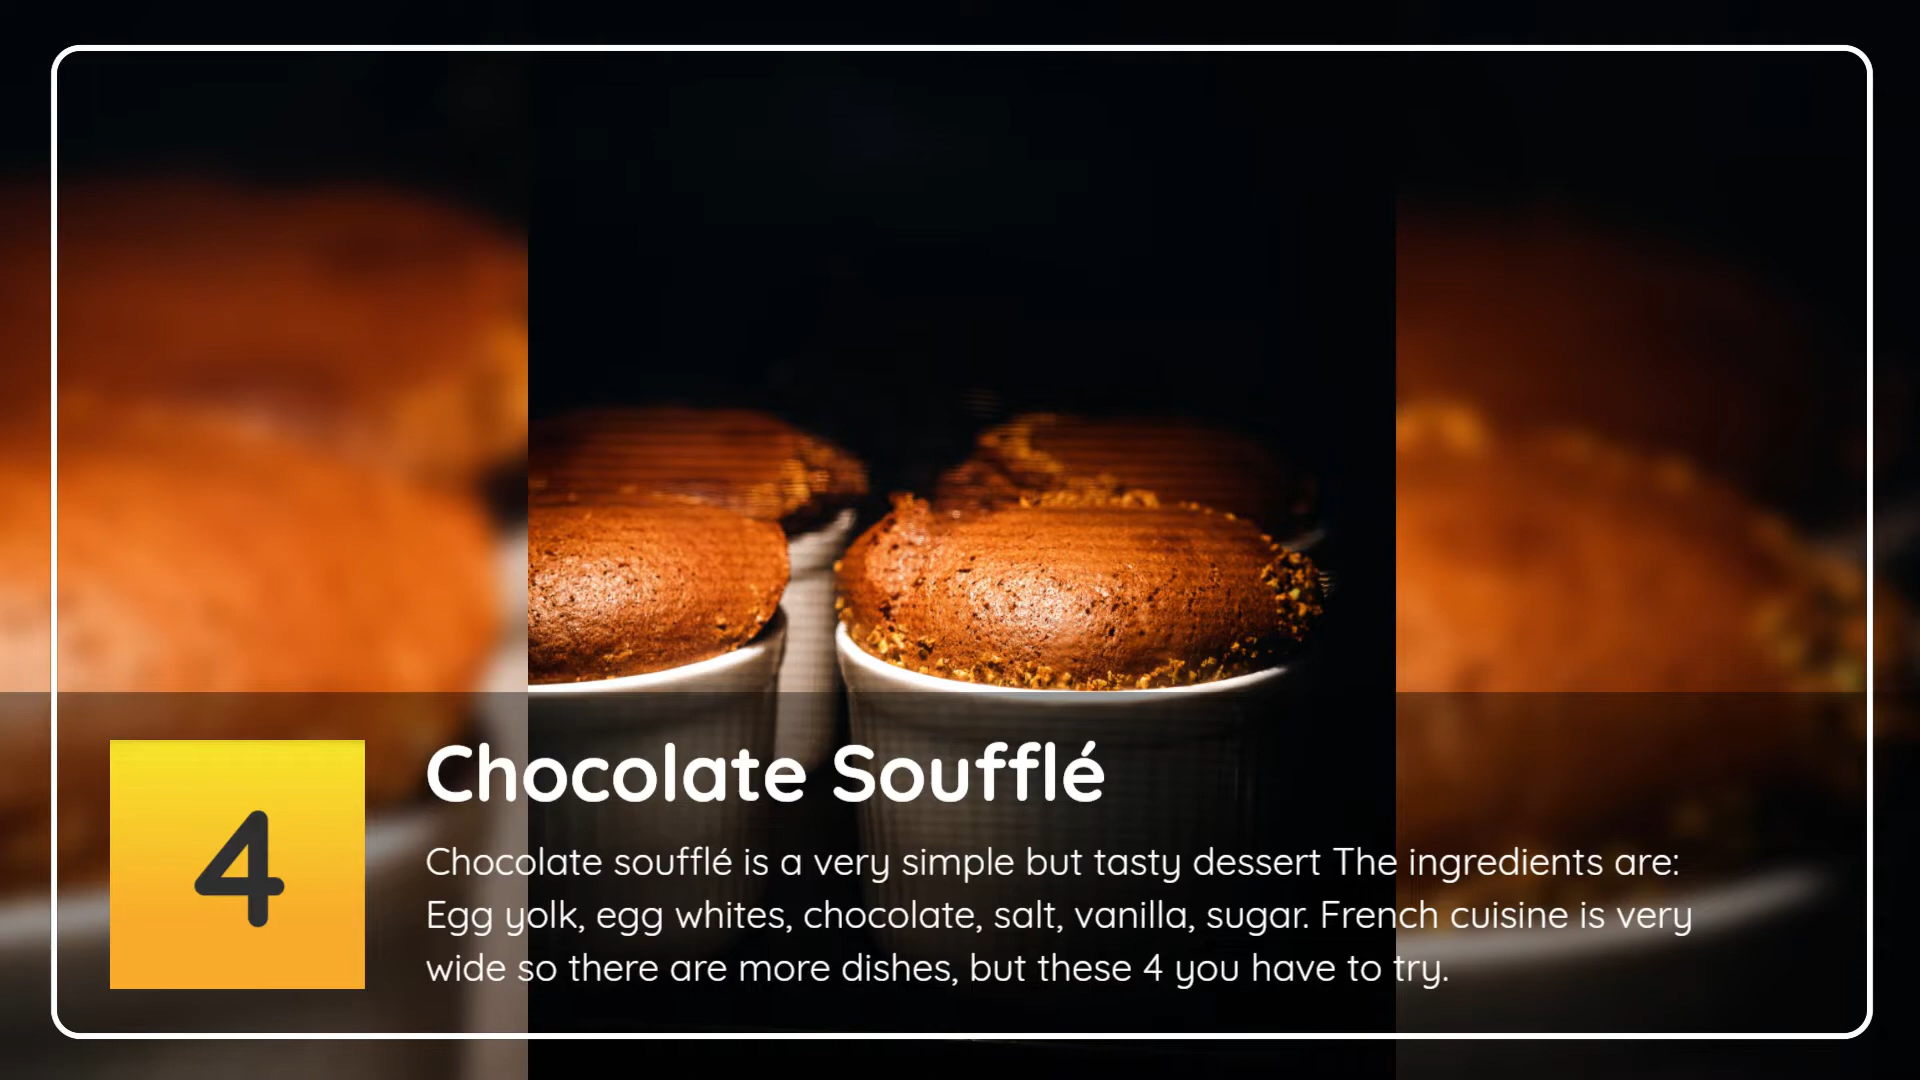 4
Chocolate Soufflé
Chocolate soufflé is a very simple but tasty dessert The ingredients are:
Egg yolk, egg whites, chocolate, salt, vanilla, sugar. French cuisine is very
wide so there are more dishes, but these 4 you have to try.